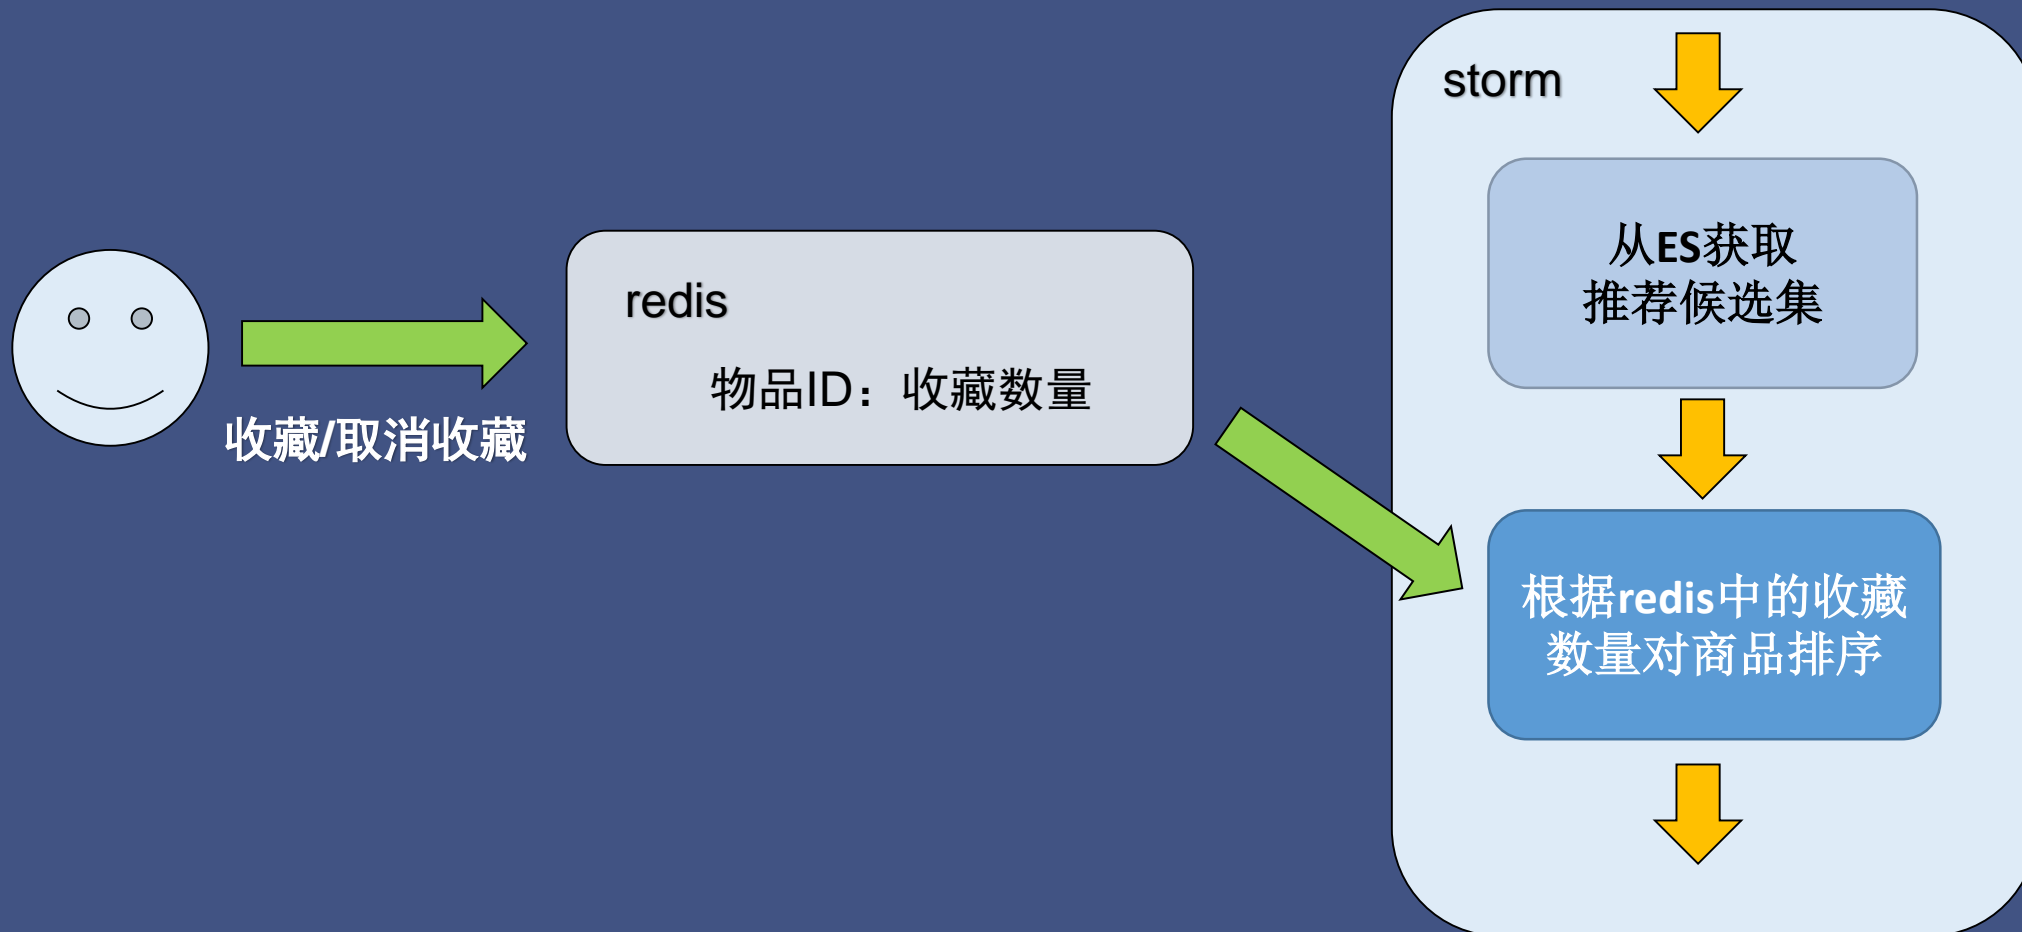 storm
从ES获取
推荐候选集
redis
物品ID：收藏数量
收藏/取消收藏
根据redis中的收藏
数量对商品排序